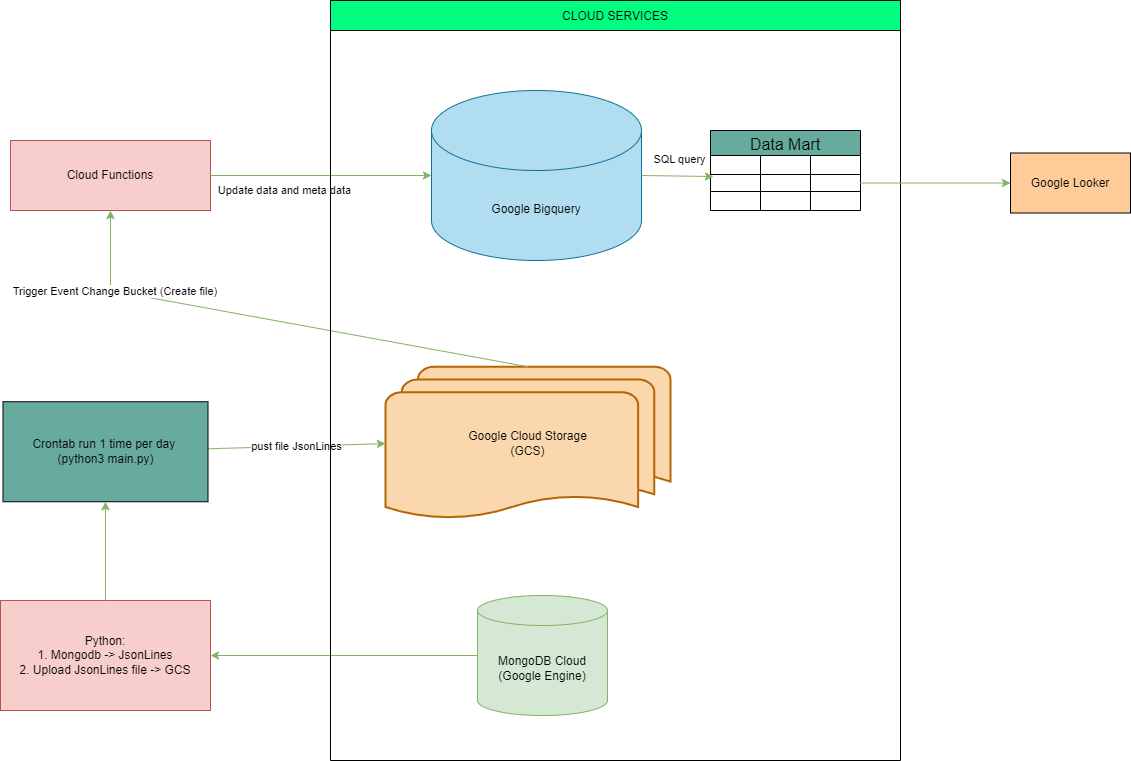 CLOUD SERVICES
Cloud Functions
Update data and meta data
Google Bigquery
SQL query
Data Mart
Google Looker
Trigger Event Change Bucket (Create file)
Crontab run 1 time per day
(python3 main.py)
pust file JsonLines
Google Cloud Storage
(GCS)
Python:
1. Mongodb -> JsonLines
2. Upload JsonLines file -> GCS
MongoDB Cloud
(Google Engine)